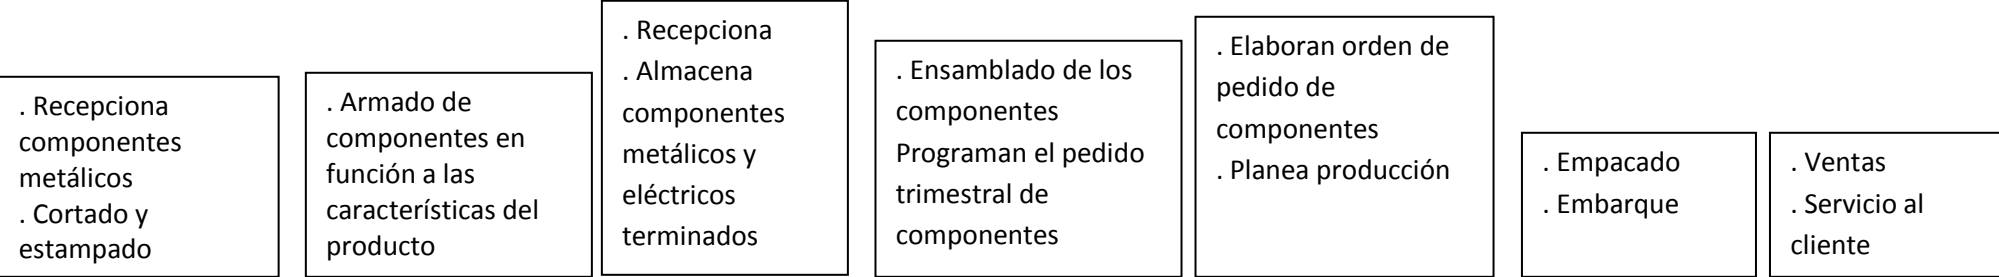 . Recepciona
componentes
metálicos
. Cortado y
estampado
. Armado de
componentes en
función a las
características del
producto
. Recepciona
. Almacena
componentes
metálicos y
eléctricos
terminados
. Ensamblado de los
componentes
Programan el pedido
trimestral de
componentes
. Elaboran orden de
pedido de
componentes
. Planea producción
. Empacado
. Embarque
. Ventas
. Servicio al
cliente